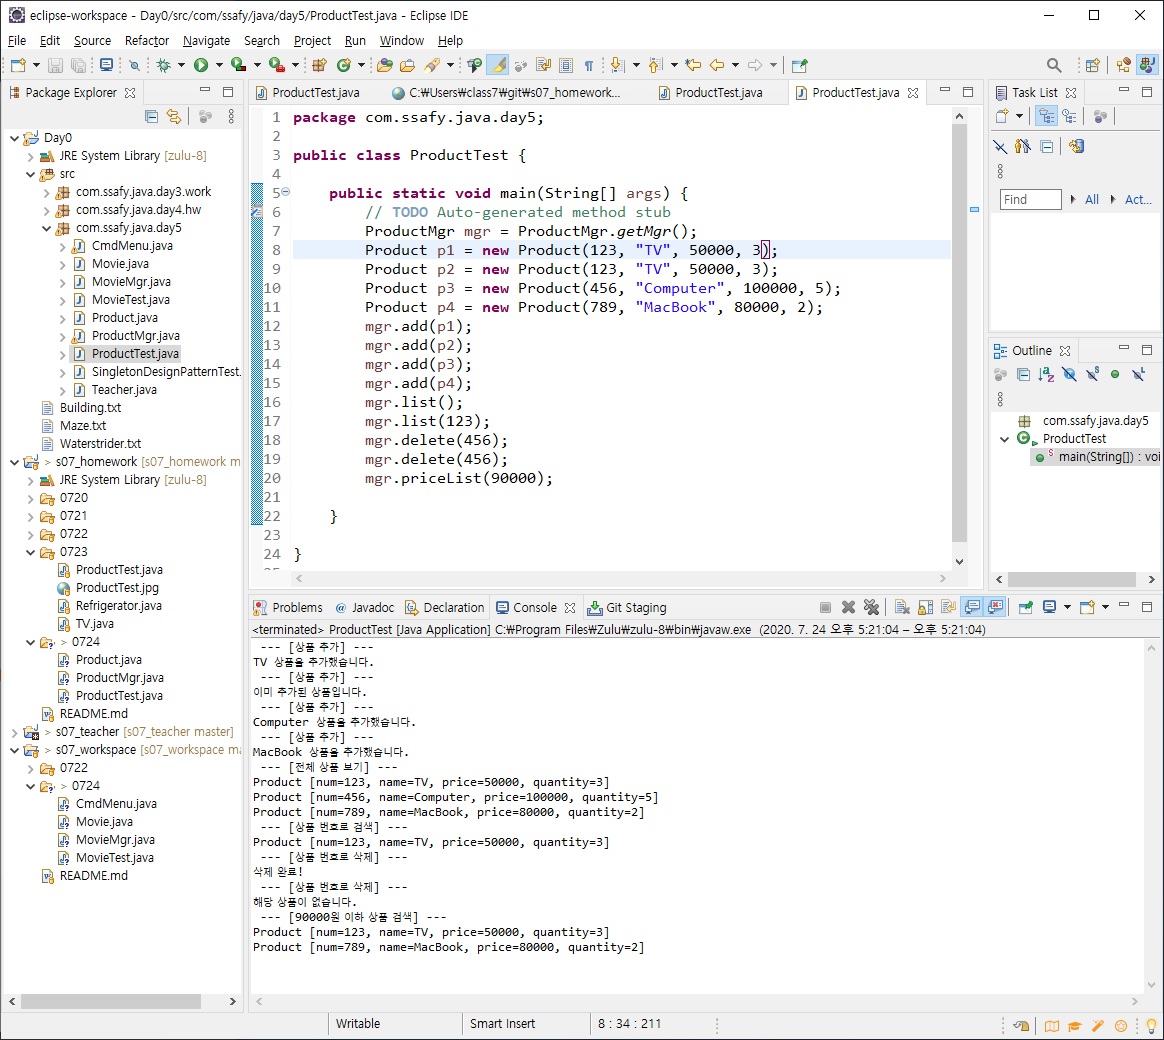 eclipse-workspace - Day0/src/com/ssafy/java/day5/ProductTest.java - Eclipse IDE
File Edit Source Refactor Navigate Search Project Run Window Help
Package Explorer
Day0
JRE System Library [zulu-8]
src
com.ssafy.java.day3.work
com.ssafy.java.day4.hw
com.ssafy.java.day5
CmdMenu.java
Movie.java
MovieMgr.java
MovieTest.java
Product.java
ProductMgr.java
ProductTest.java
SingletonDesignPatternTest.
Teacher.java
Building.txt
Maze.txt
Waterstrider.txt
> s07_homework [s07_homework m
JRE System Library [zulu-8]
0720
0721
0722
0723
ProductTest.java
ProductTest.jpg
Refrigerator.java
TV.java
> 0724
Product.java
ProductMgr.java
ProductTest.java
README.md
> s07_teacher [s07_teacher master]
> s07_workspace [s07_workspace ma
0722
> 0724
CmdMenu.java
Movie.java
MovieMgr.java
MovieTest.java
README.md
ProductTest.java C:₩Users₩class7₩git₩s07_homework... ProductTest.java ProductTest.java
1 package com.ssafy.java.day5;
2
3 public class ProductTest {
4
5 public static void main(String[] args) {
6 // TODO Auto-generated method stub
7 ProductMgr mgr = ProductMgr.getMgr();
8 Product p1 = new Product(123, "TV", 50000, 3);
9 Product p2 = new Product(123, "TV", 50000, 3);
10 Product p3 = new Product(456, "Computer", 100000, 5);
11 Product p4 = new Product(789, "MacBook", 80000, 2);
12 mgr.add(p1);
13 mgr.add(p2);
14 mgr.add(p3);
15 mgr.add(p4);
16 mgr.list();
17 mgr.list(123);
18 mgr.delete(456);
19 mgr.delete(456);
20 mgr.priceList(90000);
21
22 }
23
24 }
Task List
Find All Act...
Outline
com.ssafy.java.day5
ProductTest
main(String[]) : voi
Problems @ Javadoc Declaration Console Git Staging
<terminated> ProductTest [Java Application] C:₩Program Files₩Zulu₩zulu-8₩bin₩javaw.exe (2020. 7. 24 오후 5:21:04 – 오후 5:21:04)
--- [상품 추가] ---
TV 상품을 추가했습니다.
--- [상품 추가] ---
이미 추가된 상품입니다.
--- [상품 추가] ---
Computer 상품을 추가했습니다.
--- [상품 추가] ---
MacBook 상품을 추가했습니다.
--- [전체 상품 보기] ---
Product [num=123, name=TV, price=50000, quantity=3]
Product [num=456, name=Computer, price=100000, quantity=5]
Product [num=789, name=MacBook, price=80000, quantity=2]
--- [상품 번호로 검색] ---
Product [num=123, name=TV, price=50000, quantity=3]
--- [상품 번호로 삭제] ---
삭제 완료!
--- [상품 번호로 삭제] ---
해당 상품이 없습니다.
--- [90000원 이하 상품 검색] ---
Product [num=123, name=TV, price=50000, quantity=3]
Product [num=789, name=MacBook, price=80000, quantity=2]
Writable Smart Insert 8 : 34 : 211